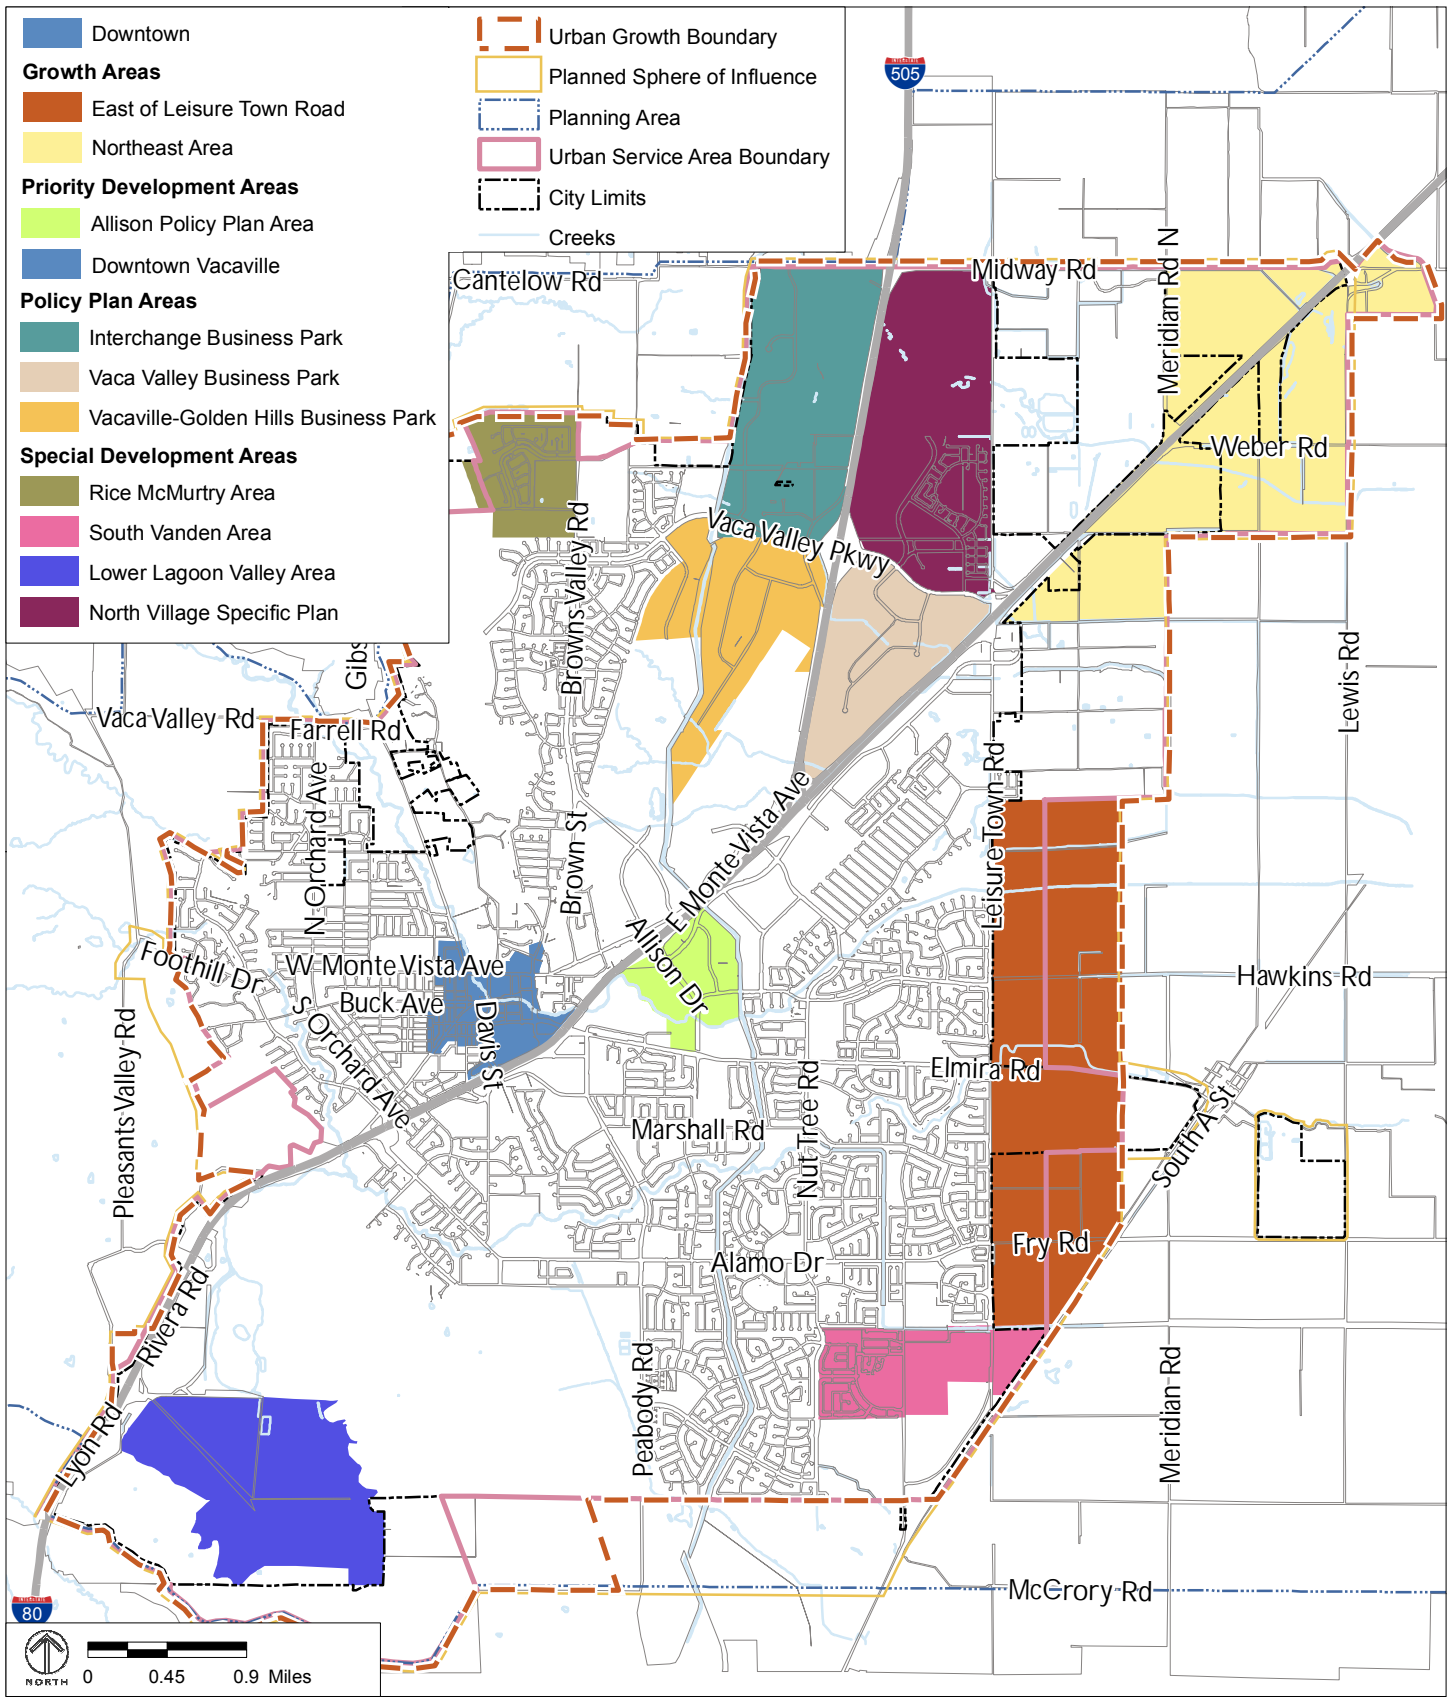 Downtown
Growth Areas
East of Leisure Town Road
Northeast Area
Priority Development Areas
Allison Policy Plan Area
Downtown Vacaville
Policy Plan Areas
Interchange Business Park
Vaca Valley Business Park
Vacaville-Golden Hills Business Park
Special Development Areas
Rice McMurtry Area
South Vanden Area
Lower Lagoon Valley Area
North Village Specific Plan
Urban Growth Boundary
Planned Sphere of Influence
Planning Area
Urban Service Area Boundary
City Limits
Creeks
INTERSTATE
505
Cantelow Rd
Midway Rd
Meridian Rd N
Weber Rd
Vaca Valley Pkwy
Browns Valley Rd
Gibs
Vaca Valley Rd
Farrell Rd
Lewis Rd
N Orchard Ave
Brown St
E Monte Vista Ave
Leisure Town Rd
Allison Dr
Foothill Dr
W Monte Vista Ave
Buck Ave
Davis St
S Orchard Ave
Hawkins Rd
Pleasants Valley Rd
Elmira Rd
Nut Tree Rd
Marshall Rd
South A St
Fry Rd
Alamo Dr
Rivera Rd
Peabody Rd
Meridian Rd
Lyon Rd
McCrory Rd
INTERSTATE
80
NORTH
0 0.45 0.9 Miles